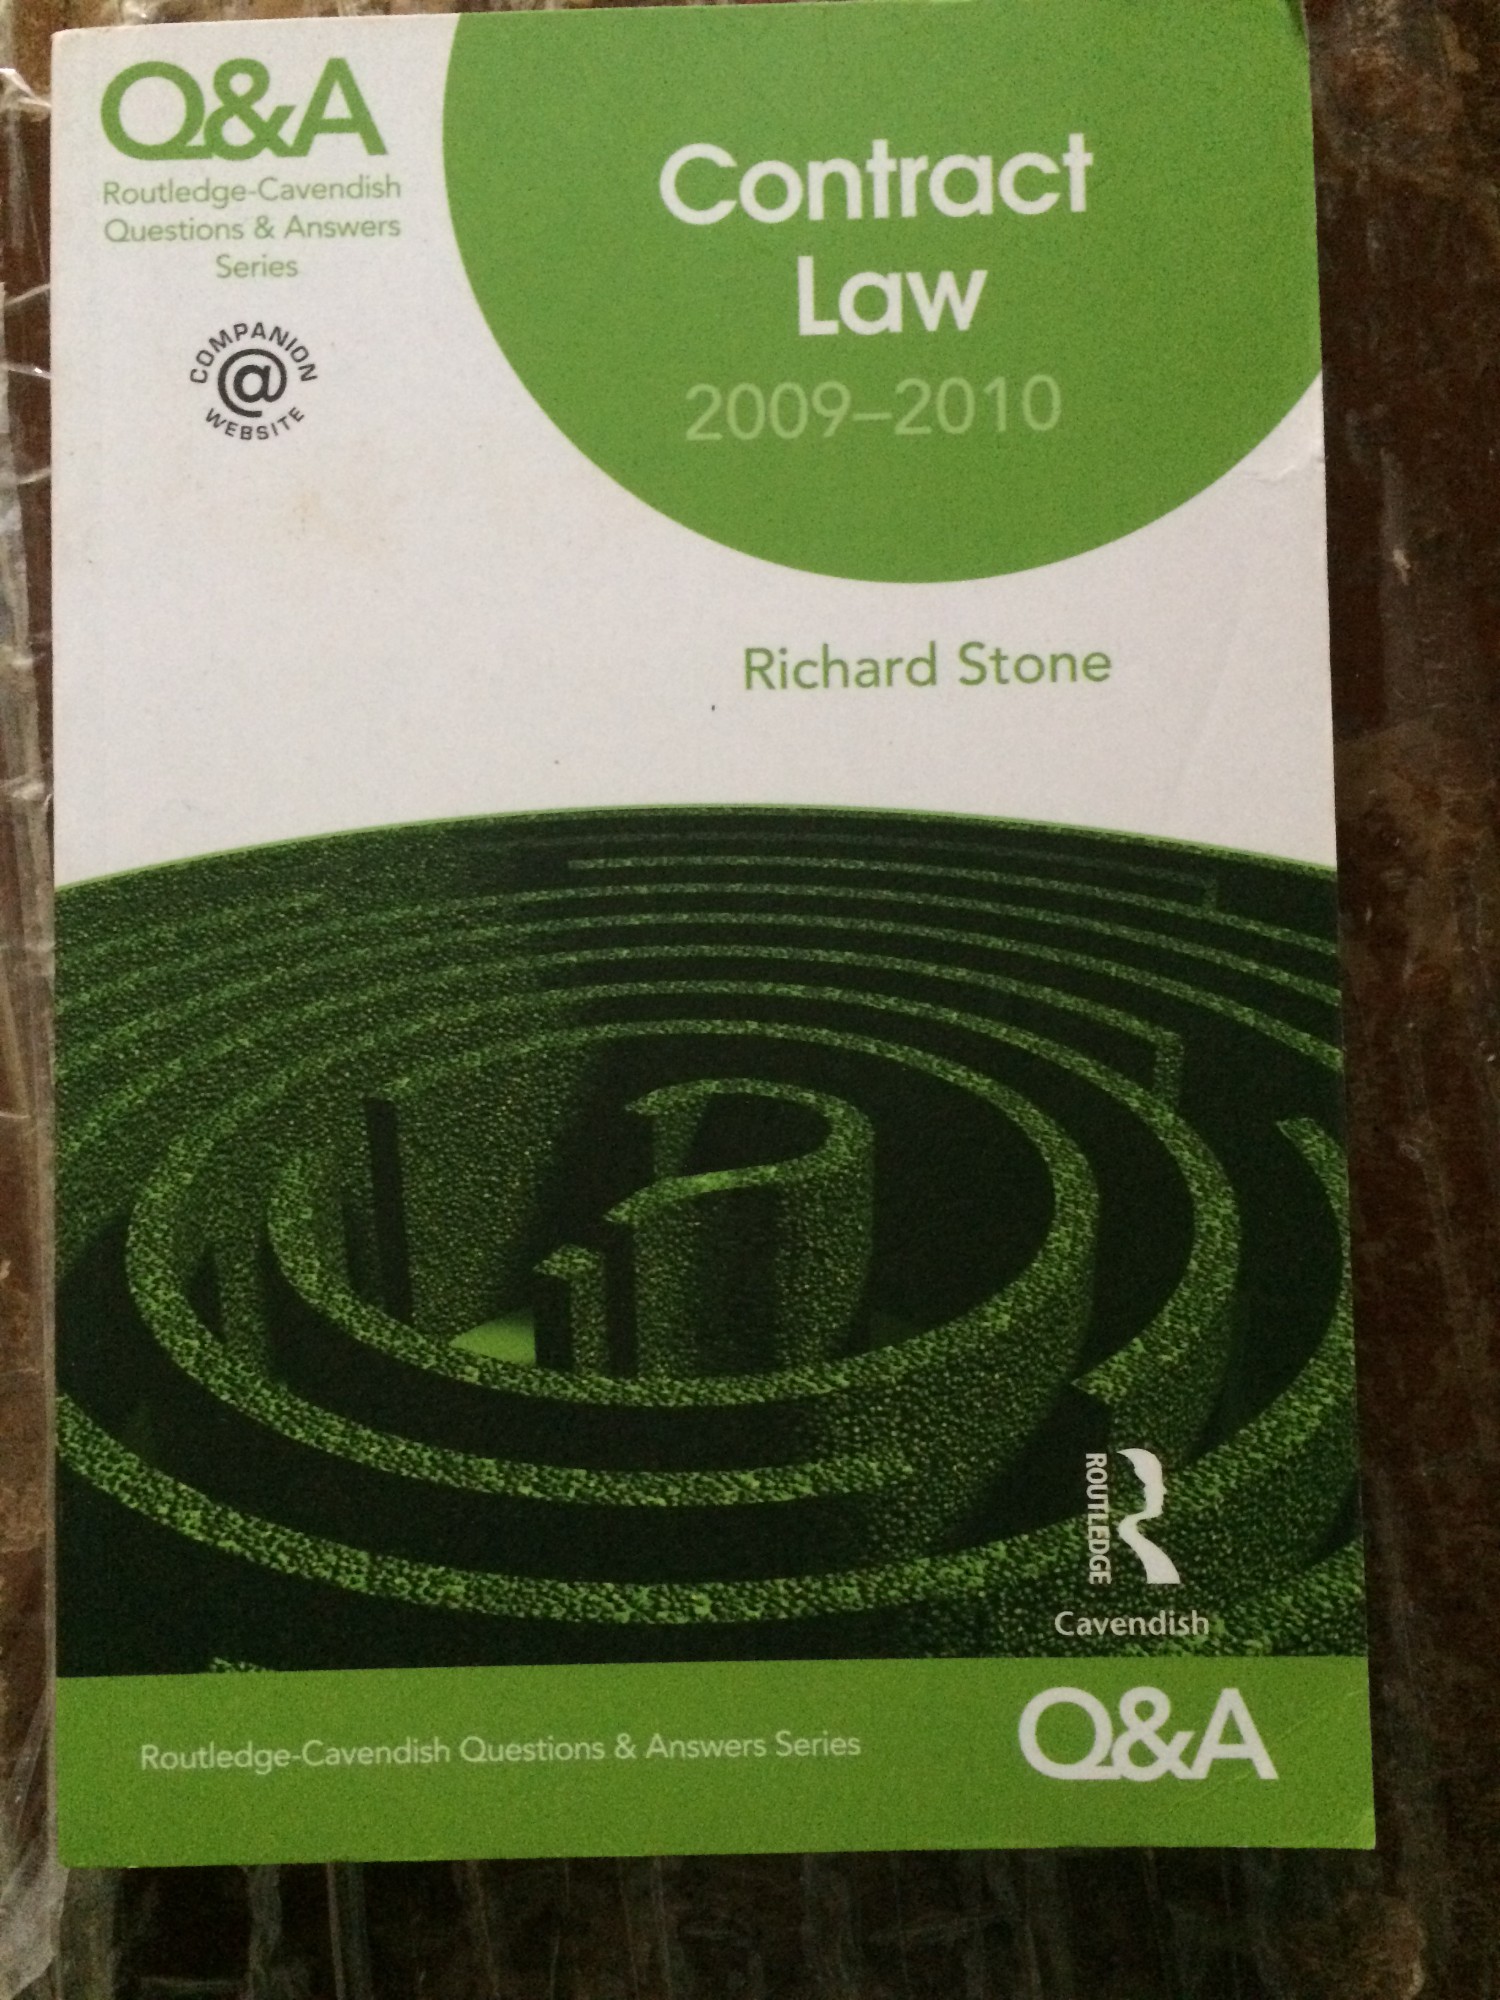 Q&A
Routledge-Cavendish
Questions & Answers
Series
COMPANION
@
WEBSITE
Contract
Law
2009–2010
Richard Stone
ROUTLEDGE
Cavendish
Routledge-Cavendish Questions & Answers Series
Q&A